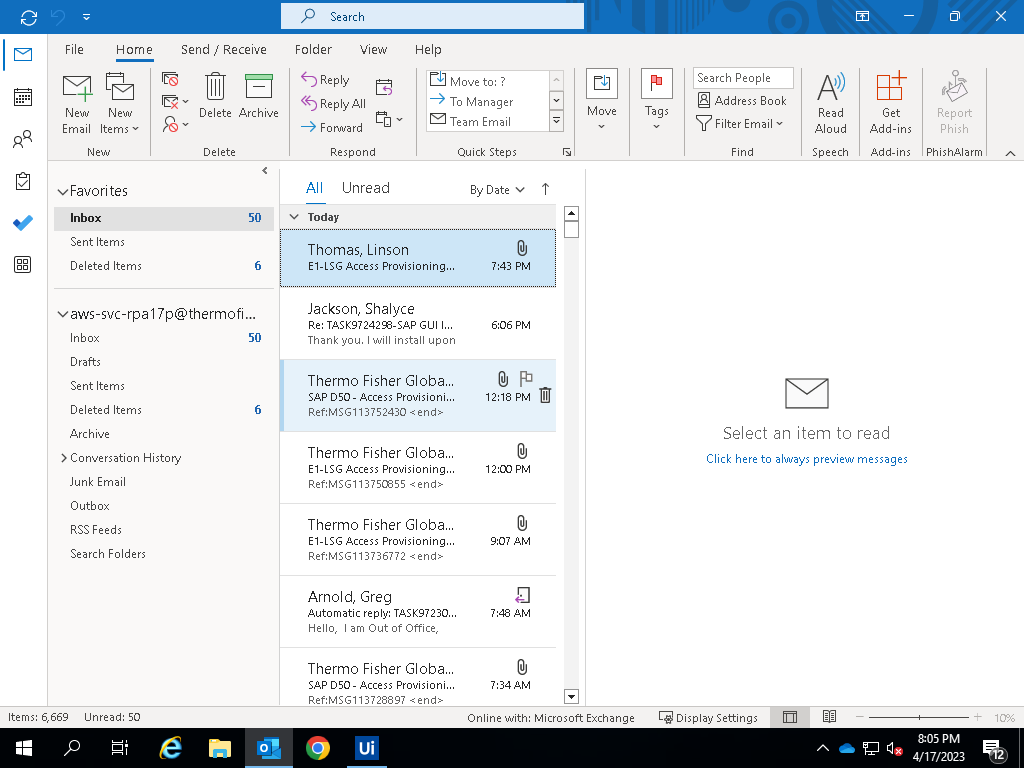 Search
File Home Send / Receive Folder View Help
New Email
New Items
New
Delete
Archive
Delete
Reply
Reply All
Forward
Respond
Move to: ?
To Manager
Team Email
Quick Steps
Move
Tags
Search People
Address Book
Filter Email
Find
Read Aloud
Speech
Get Add-ins
Add-ins
Report Phish
PhishAlarm
Favorites
Inbox 50
Sent Items
Deleted Items 6
aws-svc-rpa17p@thermofi...
Inbox 50
Drafts
Sent Items
Deleted Items 6
Archive
Conversation History
Junk Email
Outbox
RSS Feeds
Search Folders
All Unread By Date
Today
Thomas, Linson
E1-LSG Access Provisioning... 7:43 PM
Jackson, Shalyce
Re: TASK9724298-SAP GUI I... 6:06 PM
Thank you. I will install upon
Thermo Fisher Globa...
SAP D50 - Access Provisioni... 12:18 PM
Ref:MSG113752430 <end>
Thermo Fisher Globa...
E1-LSG Access Provisioning... 12:00 PM
Ref:MSG113750855 <end>
Thermo Fisher Globa...
E1-LSG Access Provisioning... 9:07 AM
Ref:MSG113736772 <end>
Arnold, Greg
Automatic reply: TASK97230... 7:48 AM
Hello, I am Out of Office,
Thermo Fisher Globa...
SAP D50 - Access Provisioni... 7:34 AM
Ref:MSG113728897 <end>
Select an item to read
Click here to always preview messages
Items: 6,669 Unread: 50 Online with: Microsoft Exchange Display Settings 10%
Ui
8:05 PM
4/17/2023
12